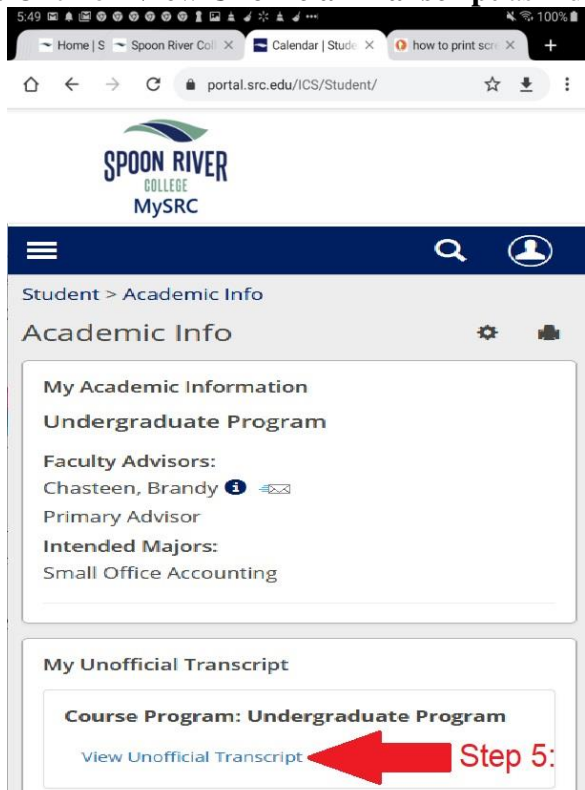 5:49
100%
Home | S
Spoon River Coll
Calendar | Stude
how to print scre
portal.src.edu/ICS/Student/
SPOON RIVER
COLLEGE
MySRC
Student > Academic Info
Academic Info
My Academic Information
Undergraduate Program
Faculty Advisors:
Chasteen, Brandy
Primary Advisor
Intended Majors:
Small Office Accounting
My Unofficial Transcript
Course Program: Undergraduate Program
View Unofficial Transcript
Step 5: